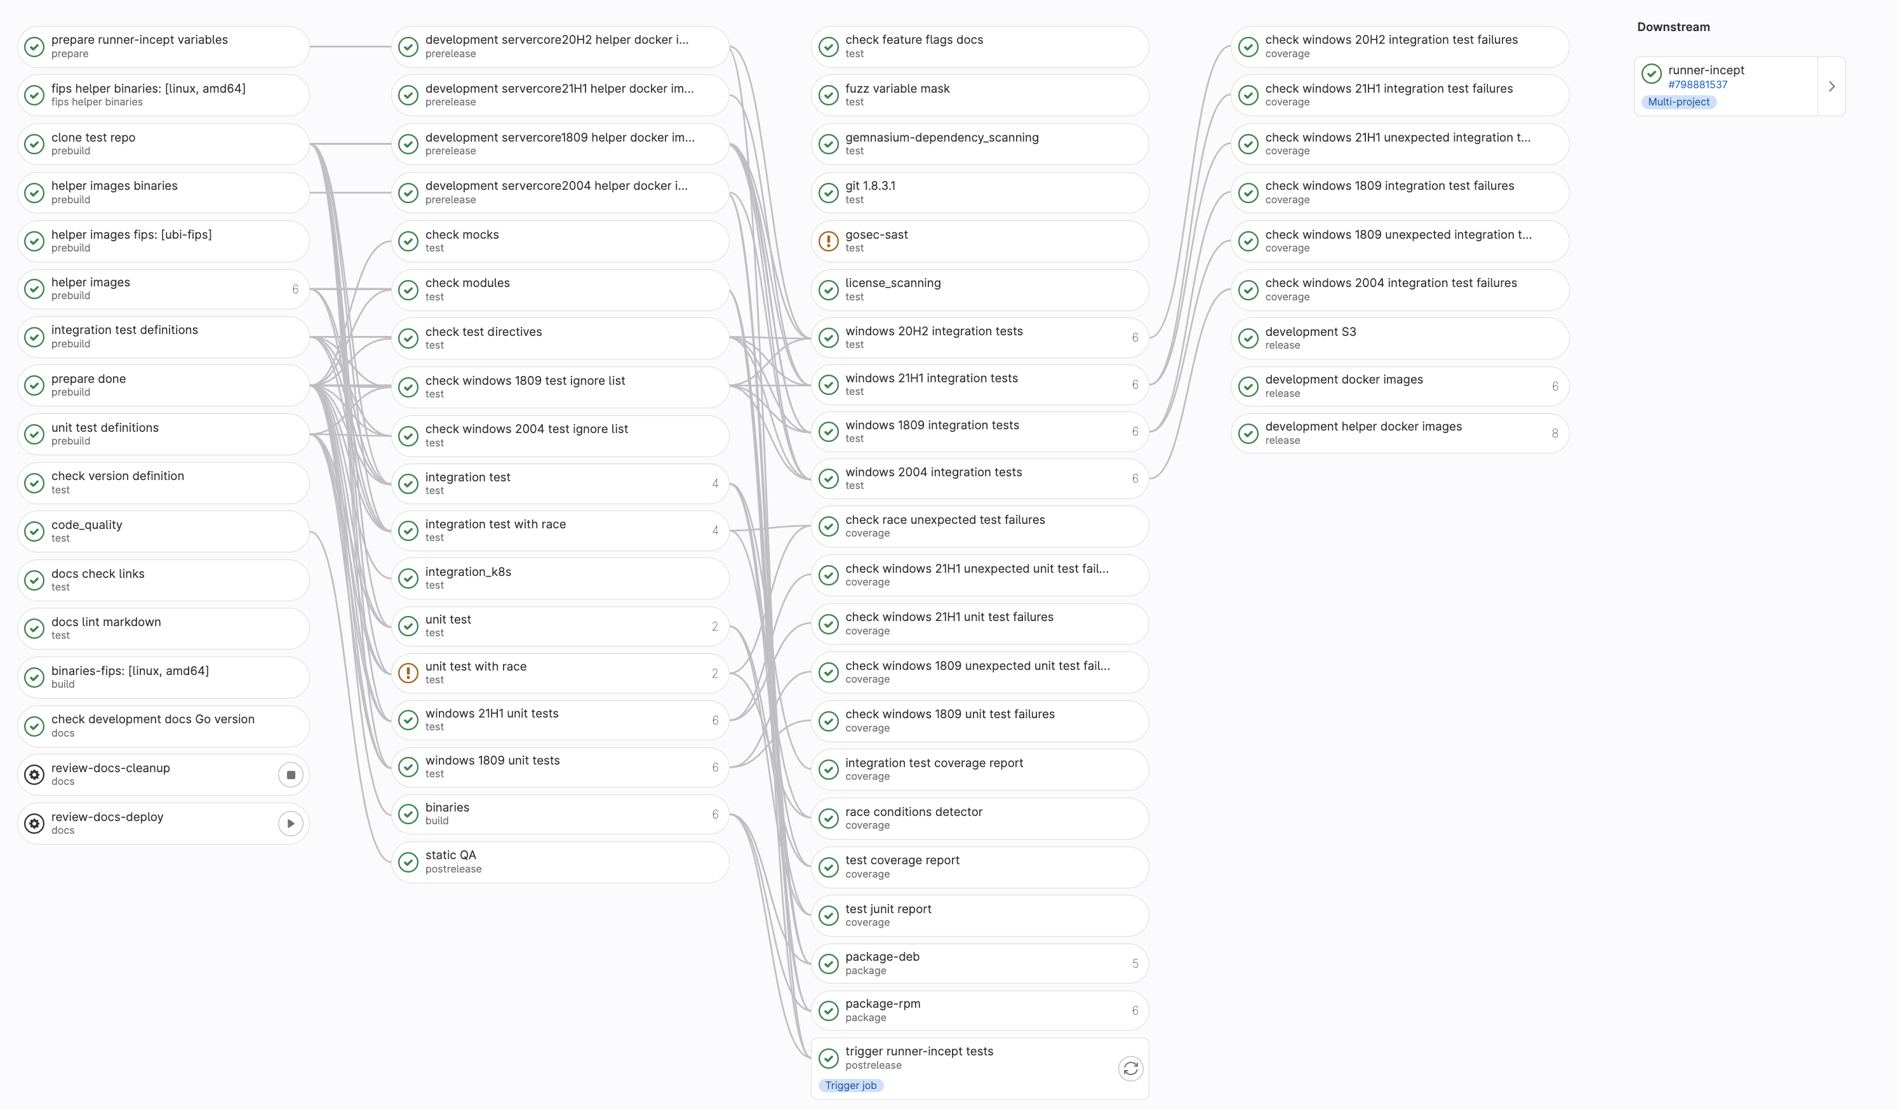 prepare runner-incept variables
prepare
fips helper binaries: [linux, amd64]
fips helper binaries
clone test repo
prebuild
helper images binaries
prebuild
helper images fips: [ubi-fips]
prebuild
helper images
prebuild
6
integration test definitions
prebuild
prepare done
prebuild
unit test definitions
prebuild
check version definition
test
code_quality
test
docs check links
test
docs lint markdown
test
binaries-fips: [linux, amd64]
build
check development docs Go version
docs
review-docs-cleanup
docs
review-docs-deploy
docs
development servercore20H2 helper docker i...
prerelease
development servercore21H1 helper docker im...
prerelease
development servercore1809 helper docker im...
prerelease
development servercore2004 helper docker i...
prerelease
check mocks
test
check modules
test
check test directives
test
check windows 1809 test ignore list
test
check windows 2004 test ignore list
test
integration test
test
4
integration test with race
test
4
integration_k8s
test
unit test
test
2
unit test with race
test
2
windows 21H1 unit tests
test
6
windows 1809 unit tests
test
6
binaries
build
6
static QA
postrelease
check feature flags docs
test
fuzz variable mask
test
gemnasium-dependency_scanning
test
git 1.8.3.1
test
gosec-sast
test
license_scanning
test
windows 20H2 integration tests
test
6
windows 21H1 integration tests
test
6
windows 1809 integration tests
test
6
windows 2004 integration tests
test
6
check race unexpected test failures
coverage
check windows 21H1 unexpected unit test fail...
coverage
check windows 21H1 unit test failures
coverage
check windows 1809 unexpected unit test fail...
coverage
check windows 1809 unit test failures
coverage
integration test coverage report
coverage
race conditions detector
coverage
test coverage report
coverage
test junit report
coverage
package-deb
package
5
package-rpm
package
6
trigger runner-incept tests
postrelease
Trigger job
check windows 20H2 integration test failures
coverage
check windows 21H1 integration test failures
coverage
check windows 21H1 unexpected integration t...
coverage
check windows 1809 integration test failures
coverage
check windows 1809 unexpected integration t...
coverage
check windows 2004 integration test failures
coverage
development S3
release
development docker images
release
6
development helper docker images
release
8
Downstream
runner-incept
#798881537
Multi-project